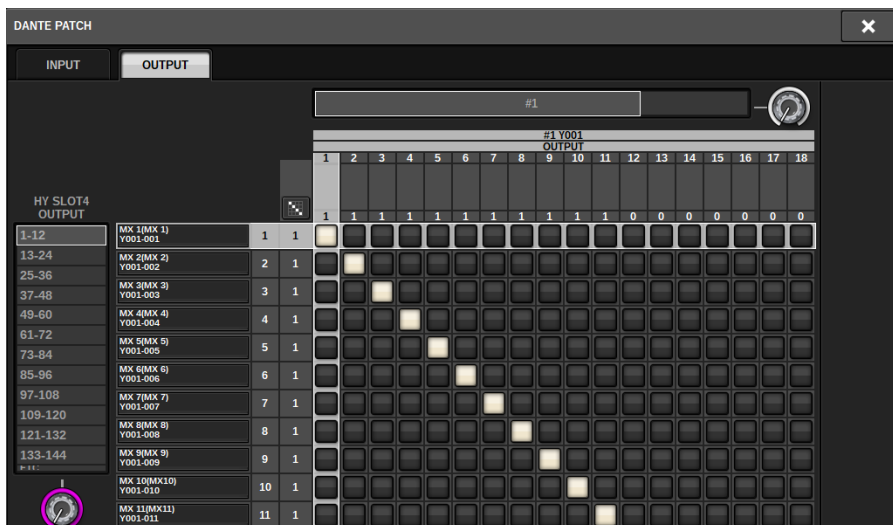 DANTE PATCH
INPUT
OUTPUT
#1
#1 Y001
OUTPUT
1 2 3 4 5 6 7 8 9 10 11 12 13 14 15 16 17 18
HY SLOT4
OUTPUT
1 1 1 1 1 1 1 1 1 1 1 0 0 0 0 0 0 0
1-12
13-24
25-36
37-48
49-60
61-72
73-84
85-96
97-108
109-120
121-132
133-144
MX 1(MX 1)
Y001-001
1 1
MX 2(MX 2)
Y001-002
2 1
MX 3(MX 3)
Y001-003
3 1
MX 4(MX 4)
Y001-004
4 1
MX 5(MX 5)
Y001-005
5 1
MX 6(MX 6)
Y001-006
6 1
MX 7(MX 7)
Y001-007
7 1
MX 8(MX 8)
Y001-008
8 1
MX 9(MX 9)
Y001-009
9 1
MX 10(MX10)
Y001-010
10 1
MX 11(MX11)
Y001-011
11 1